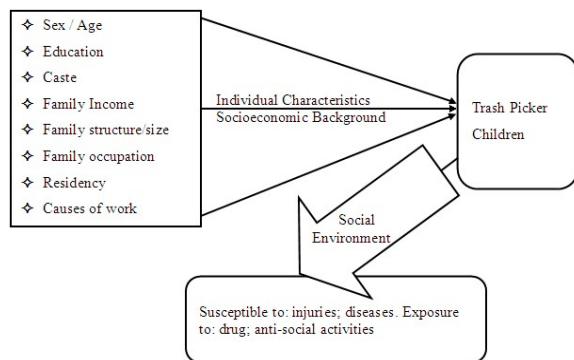 Sex / Age
Education
Caste
Family Income
Family structure/size
Family occupation
Residency
Causes of work
Individual Characteristics
Socioeconomic Background
Trash Picker
Children
Social
Environment
Susceptible to: injuries; diseases. Exposure
to: drug; anti-social activities